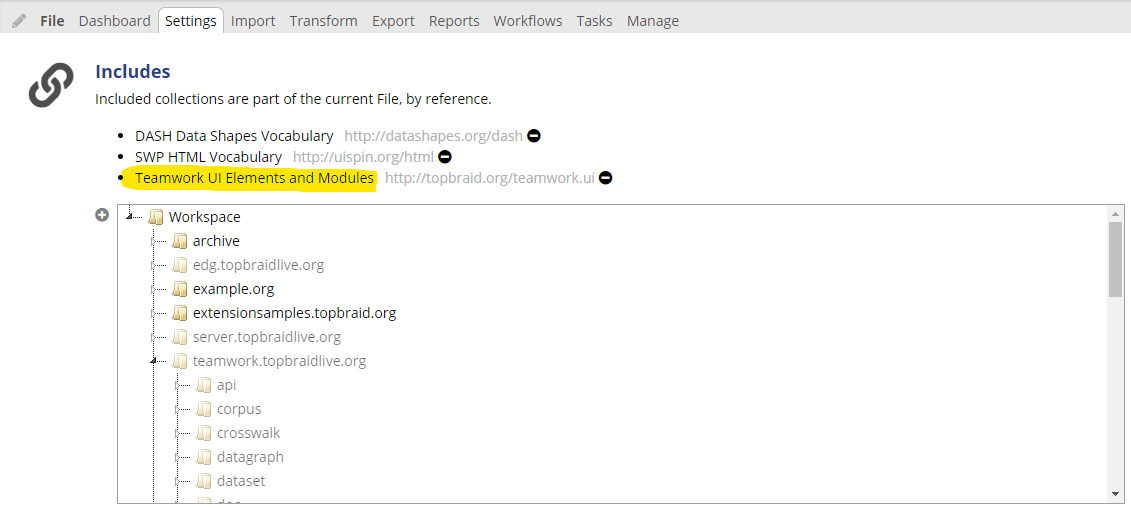 File Dashboard Settings Import Transform Export Reports Workflows Tasks Manage
Includes
Included collections are part of the current File, by reference.
DASH Data Shapes Vocabulary http://datashapes.org/dash
SWP HTML Vocabulary http://uispin.org/html
Teamwork UI Elements and Modules http://topbraid.org/teamwork.ui
Workspace
archive
edg.topbraidlive.org
example.org
extensionsamples.topbraid.org
server.topbraidlive.org
teamwork.topbraidlive.org
api
corpus
crosswalk
datagraph
dataset